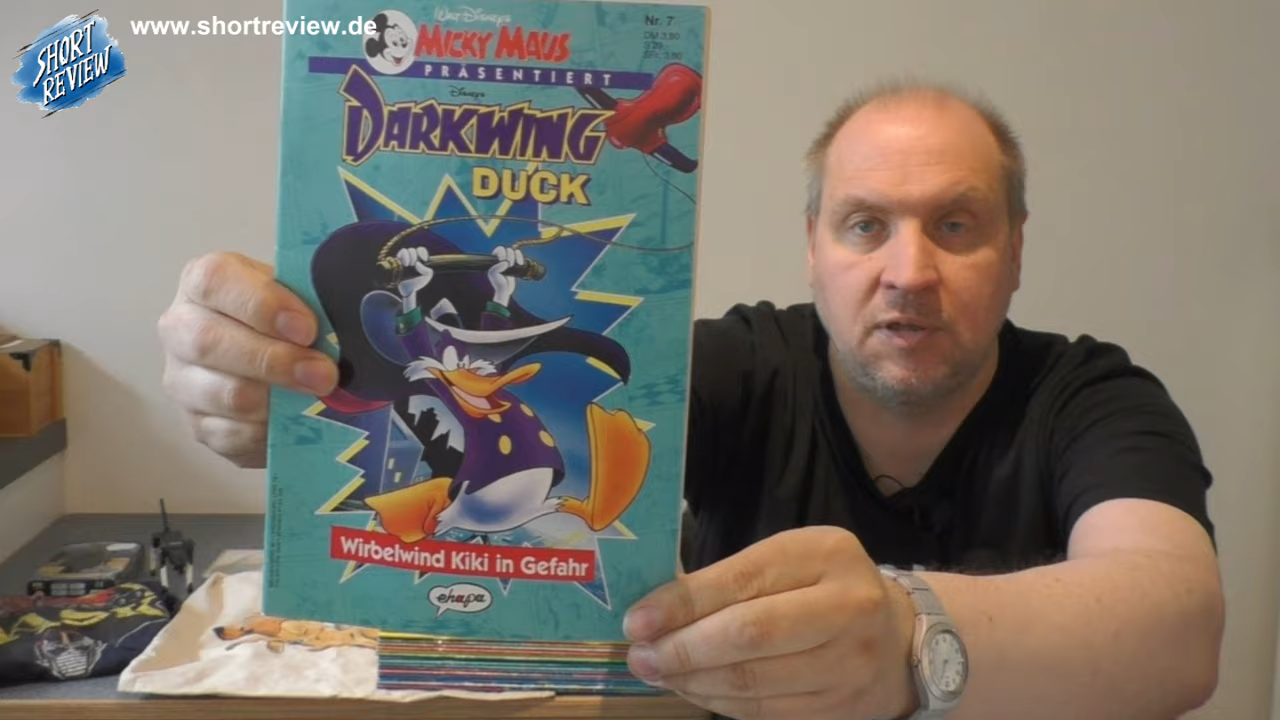 SHORT
REVIEW
www.shortreview.de
Walt Disney's
MICKY MAUS
PRÄSENTIERT
Nr. 7
Disneys
DARKWING
DUCK
Wirbelwind Kiki in Gefahr
ehapa